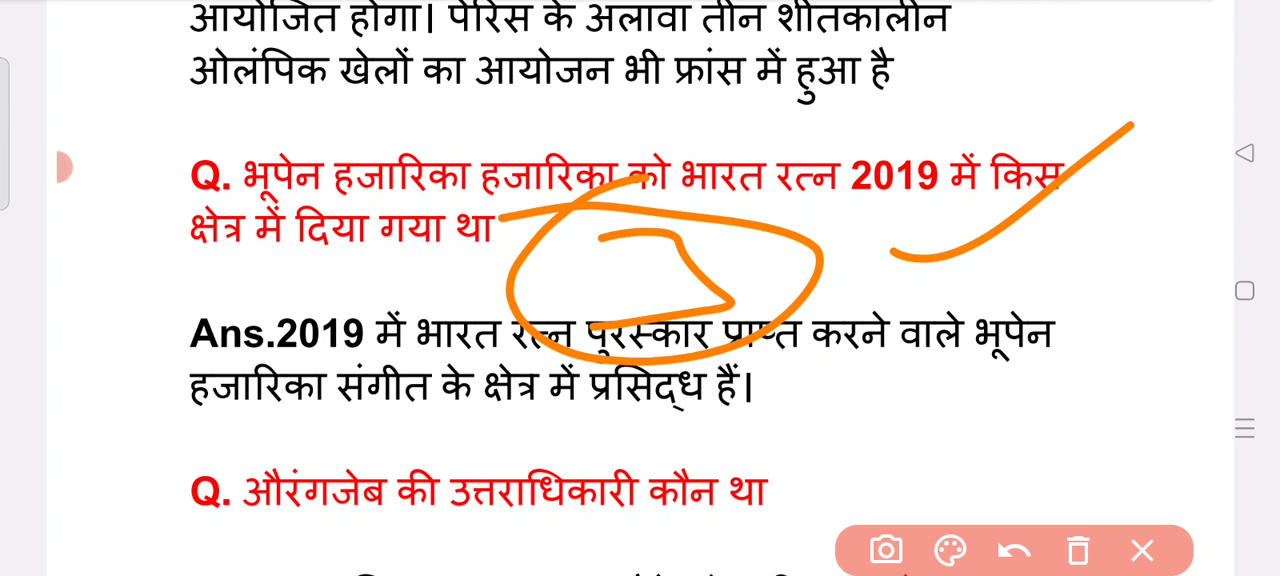 आयोजित होगा। पेरिस के अलावा तीन शीतकालीन
ओलंपिक खेलों का आयोजन भी फ्रांस में हुआ है
Q. भूपेन हजारिका हजारिका को भारत रत्न 2019 में किस
क्षेत्र में दिया गया था
Ans.2019 में भारत रत्न पुरस्कार प्राप्त करने वाले भूपेन
हजारिका संगीत के क्षेत्र में प्रसिद्ध हैं।
Q. औरंगजेब की उत्तराधिकारी कौन था